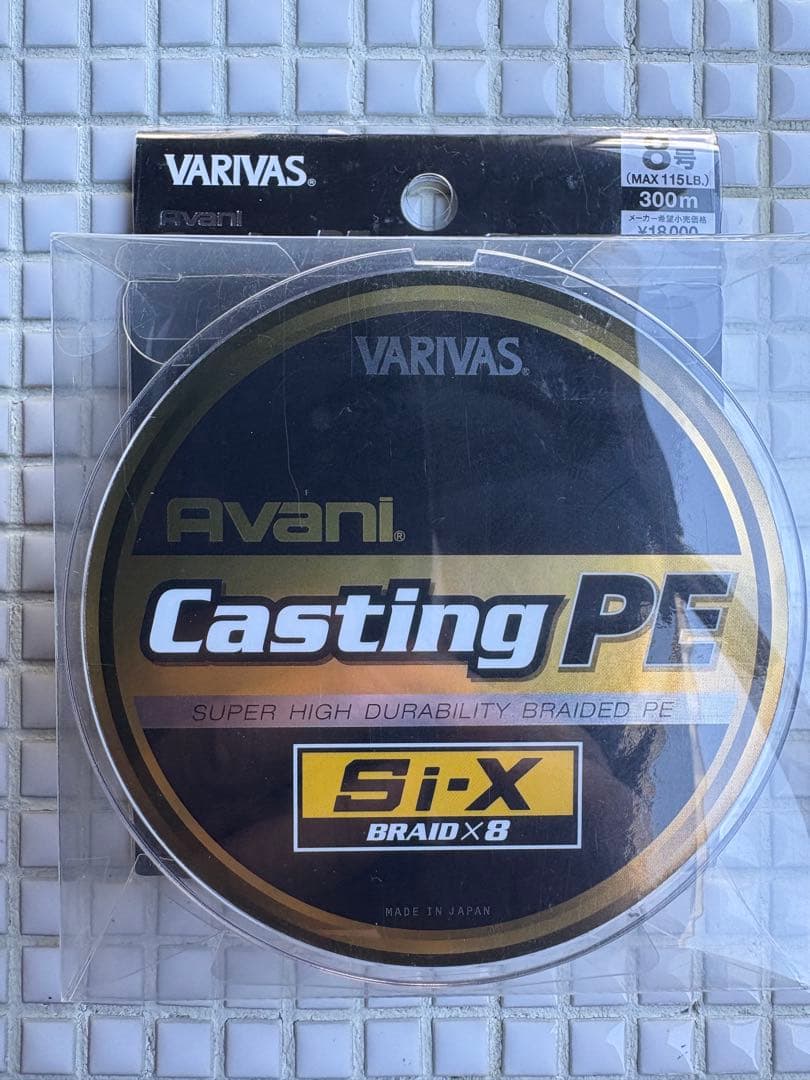 VARIVAS®
Avani
8号
(MAX 115LB.)
300m
メーカー希望小売価格
¥18,000
VARIVAS®
Avani®
Casting PE
SUPER HIGH DURABILITY BRAIDED PE
Si-X
BRAID×8
MADE IN JAPAN